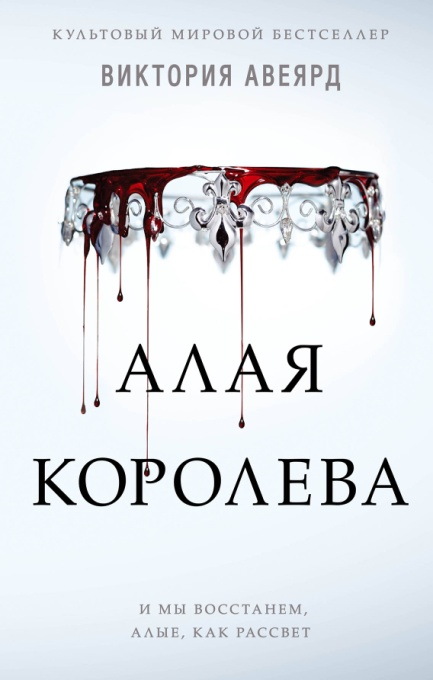 КУЛЬТОВЫЙ МИРОВОЙ БЕСТСЕЛЛЕР
ВИКТОРИЯ АВЕЯРД
АЛАЯ
КОРОЛЕВА
И МЫ ВОССТАНЕМ,
АЛЫЕ, КАК РАССВЕТ